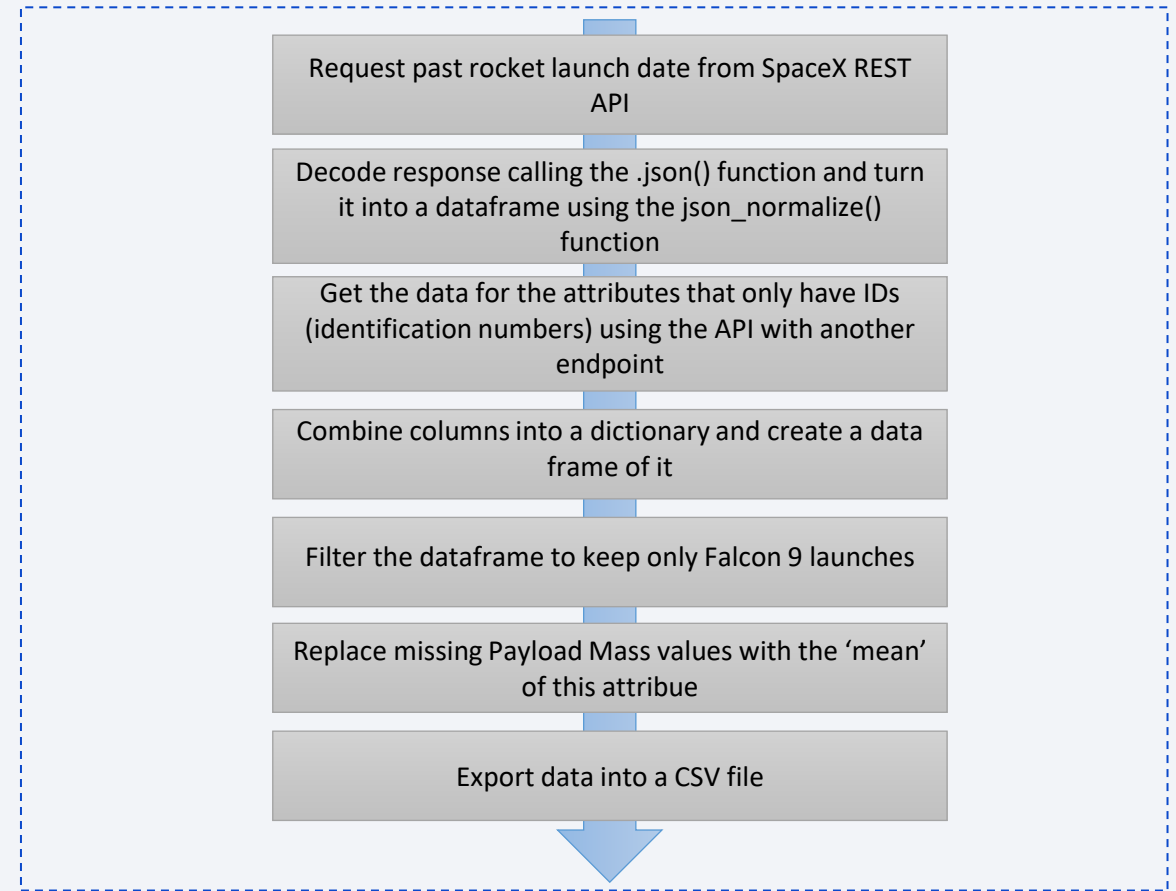 Request past rocket launch date from SpaceX REST
API
Decode response calling the .json() function and turn
it into a dataframe using the json_normalize()
function
Get the data for the attributes that only have IDs
(identification numbers) using the API with another
endpoint
Combine columns into a dictionary and create a data
frame of it
Filter the dataframe to keep only Falcon 9 launches
Replace missing Payload Mass values with the ‘mean’
of this attribue
Export data into a CSV file